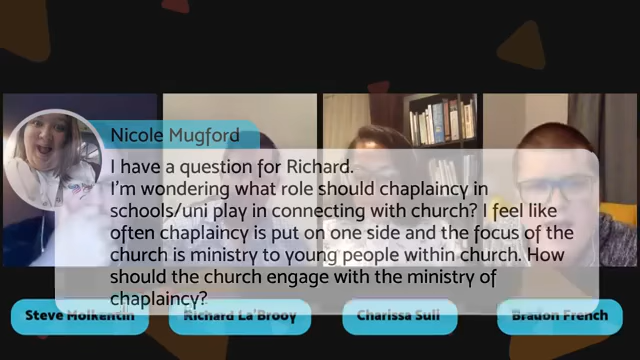 Nicole Mugford
I have a question for Richard.
I'm wondering what role should chaplaincy in
schools/uni play in connecting with church? I feel like
often chaplaincy is put on one side and the focus of the
church is ministry to young people within church. How
should the church engage with the ministry of
chaplaincy?
Steve Molkentin
Richard La'Brooy
Charissa Suli
Bradon French